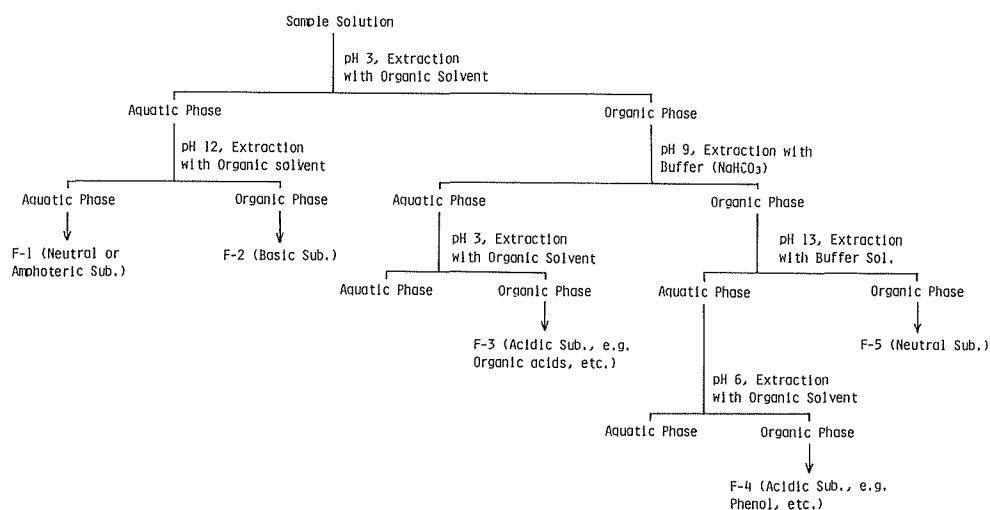 Sample Solution
pH 3, Extraction
with Organic Solvent
Aquatic Phase
Organic Phase
pH 12, Extraction
with Organic solvent
pH 9, Extraction with
Buffer (NaHCO₃)
Aquatic Phase
Organic Phase
Aquatic Phase
Organic Phase
F-1 (Neutral or
Amphoteric Sub.)
F-2 (Basic Sub.)
pH 3, Extraction
with Organic Solvent
pH 13, Extraction
with Buffer Sol.
Aquatic Phase
Organic Phase
Aquatic Phase
Organic Phase
F-3 (Acidic Sub., e.g.
Organic acids, etc.)
F-5 (Neutral Sub.)
pH 6, Extraction
with Organic Solvent
Aquatic Phase
Organic Phase
F-4 (Acidic Sub., e.g.
Phenol, etc.)